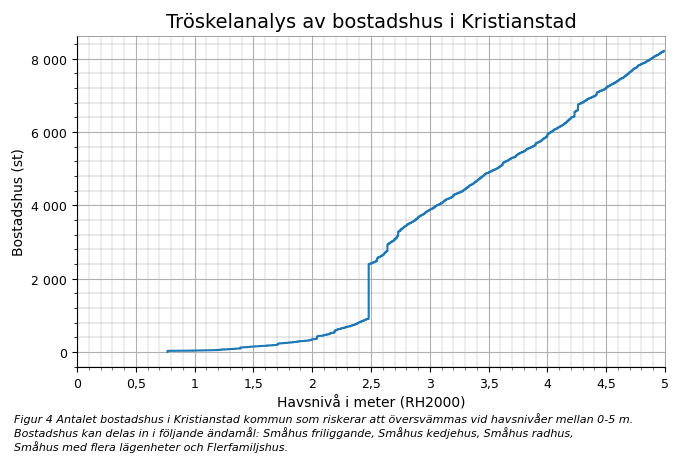 Tröskelanalys av bostadshus i Kristianstad
Bostadshus (st)
8 000
6 000
4 000
2 000
0
0 0,5 1 1,5 2 2,5 3 3,5 4 4,5 5
Havsnivå i meter (RH2000)
Figur 4 Antalet bostadshus i Kristianstad kommun som riskerar att översvämmas vid havsnivåer mellan 0-5 m.
Bostadshus kan delas in i följande ändamål: Småhus friliggande, Småhus kedjehus, Småhus radhus,
Småhus med flera lägenheter och Flerfamiljshus.